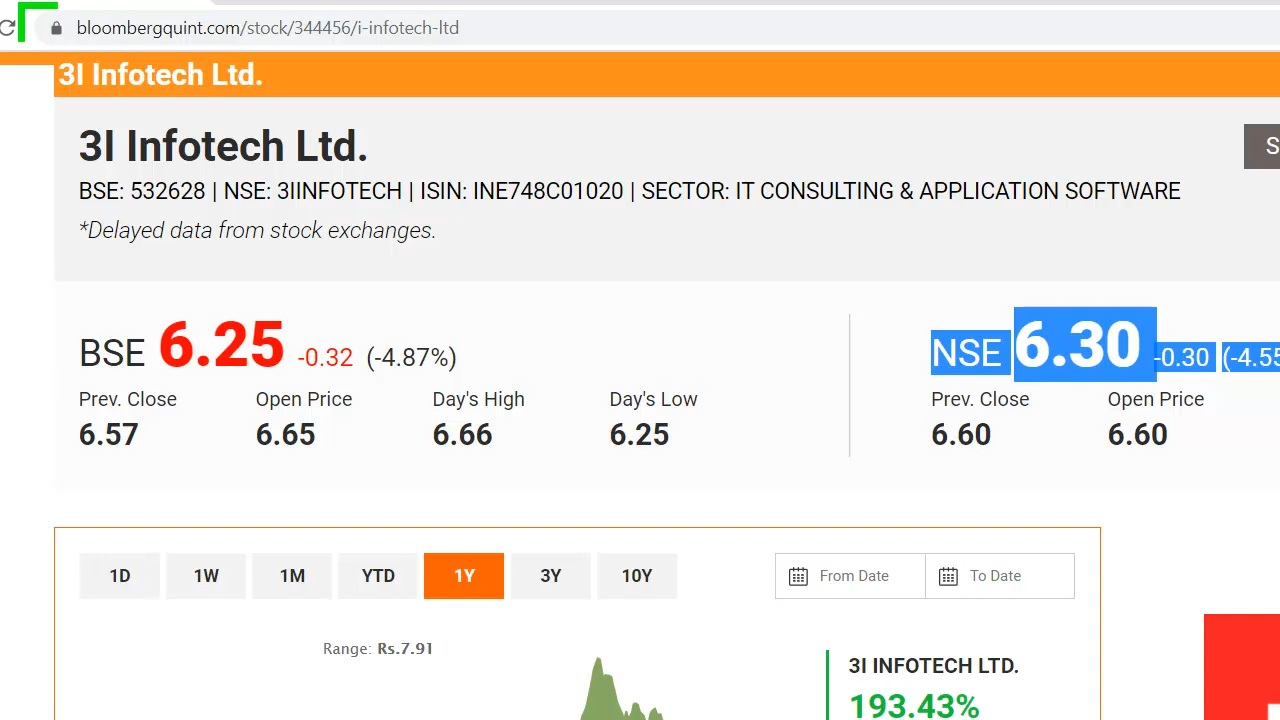 bloombergquint.com/stock/344456/i-infotech-ltd
3I Infotech Ltd.
3I Infotech Ltd.
S
BSE: 532628 | NSE: 3IINFOTECH | ISIN: INE748C01020 | SECTOR: IT CONSULTING & APPLICATION SOFTWARE
*Delayed data from stock exchanges.
BSE 6.25 -0.32 (-4.87%)
Prev. Close Open Price Day's High Day's Low
6.57 6.65 6.66 6.25
NSE 6.30 -0.30 (-4.55
Prev. Close Open Price
6.60 6.60
1D 1W 1M YTD 1Y 3Y 10Y
From Date To Date
Range: Rs.7.91
3I INFOTECH LTD.
193.43%